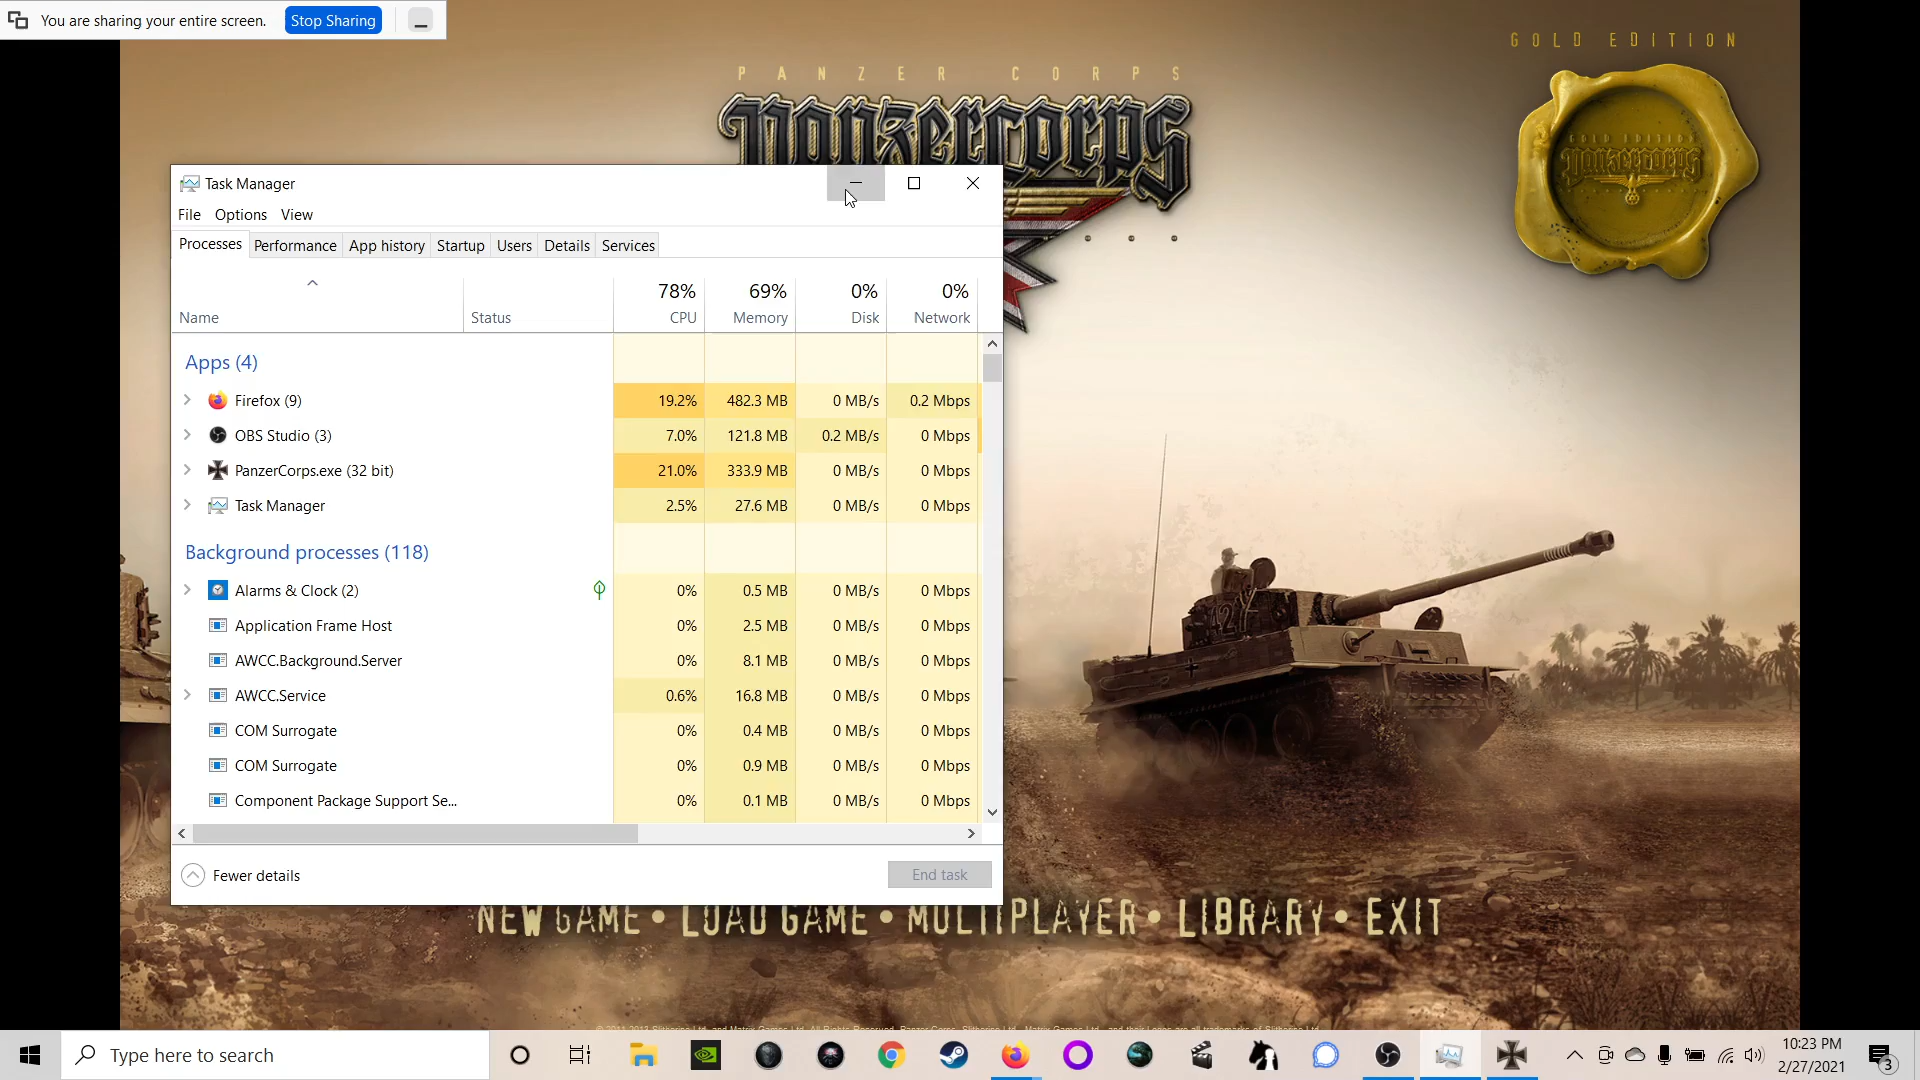 You are sharing your entire screen. Stop Sharing
GOLD EDITION
PANZER CORPS
panzercorps
GOLD EDITION
panzercorps
Task Manager
File Options View
Processes Performance App history Startup Users Details Services
78% 69% 0% 0%
Name Status CPU Memory Disk Network
Apps (4)
Firefox (9) 19.2% 482.3 MB 0 MB/s 0.2 Mbps
OBS Studio (3) 7.0% 121.8 MB 0.2 MB/s 0 Mbps
PanzerCorps.exe (32 bit) 21.0% 333.9 MB 0 MB/s 0 Mbps
Task Manager 2.5% 27.6 MB 0 MB/s 0 Mbps
Background processes (118)
Alarms & Clock (2) 0% 0.5 MB 0 MB/s 0 Mbps
Application Frame Host 0% 2.5 MB 0 MB/s 0 Mbps
AWCC.Background.Server 0% 8.1 MB 0 MB/s 0 Mbps
AWCC.Service 0.6% 16.8 MB 0 MB/s 0 Mbps
COM Surrogate 0% 0.4 MB 0 MB/s 0 Mbps
COM Surrogate 0% 0.9 MB 0 MB/s 0 Mbps
Component Package Support Se... 0% 0.1 MB 0 MB/s 0 Mbps
Fewer details End task
NEW GAME • LOAD GAME • MULTIPLAYER • LIBRARY • EXIT
Type here to search
10:23 PM
2/27/2021
3